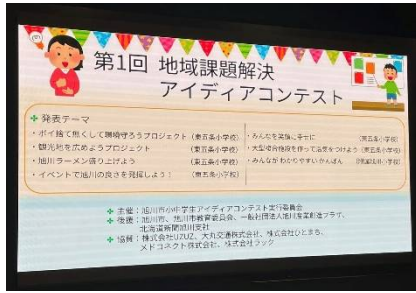 第1回 地域課題解決
アイディアコンテスト
発表テーマ
・ポイ捨て無くして環境守ろうプロジェクト（東五条小学校）
・観光地を広めようプロジェクト（東五条小学校）
・旭川ラーメン盛り上げよう（東五条小学校）
・イベントで旭川の良さを発揮しよう！（東五条小学校）
・みんなを笑顔に幸せに（東五条小学校）
・大型複合施設を作って活気をつけよう（東五条小学校）
・みんながわかりやすいかんばん
主催：旭川市小中学生アイディアコンテスト実行委員会
後援：旭川市、旭川市教育委員会、一般社団法人旭川産業創造プラザ、
北海道新聞旭川支社
協賛：株式会社UZUZ、大丸交通株式会社、株式会社ひとまち、
メドコネクト株式会社、株式会社ラック